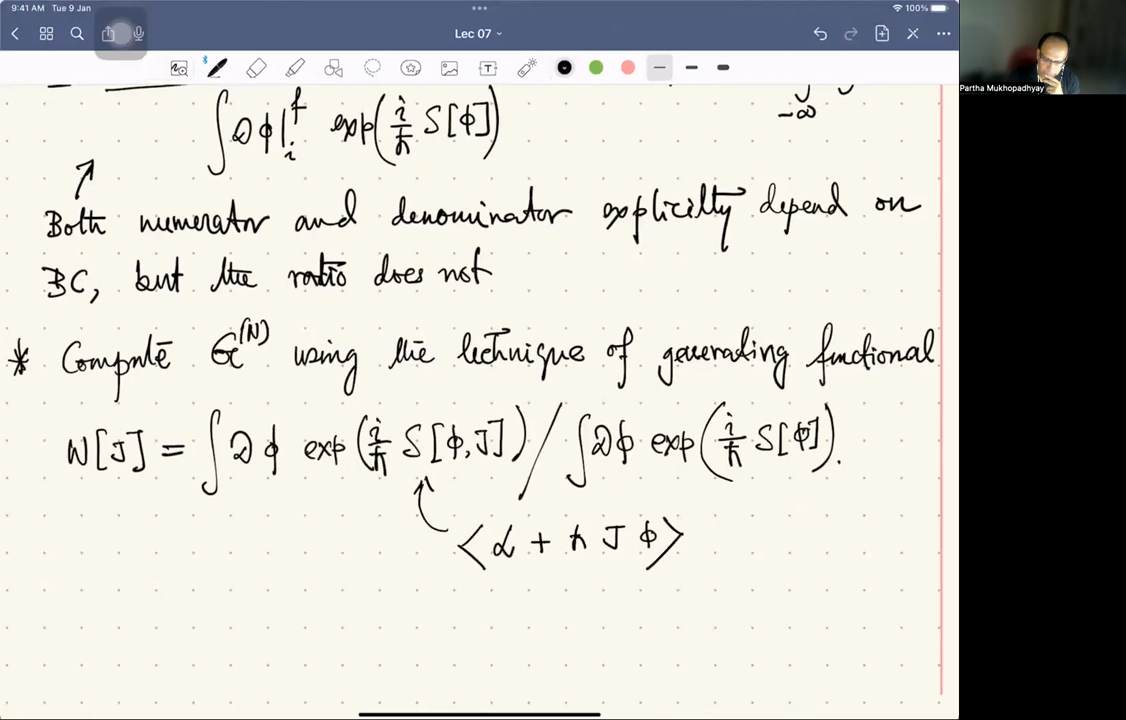 9:41 AM Tue 9 Jan
100%
Lec 07
Partha Mukhopadhyay
∫ 𝒟ϕ|ᵢᶠ exp(i/ħ S[ϕ])
-∞
Both numerator and denominator explicitly depend on
BC, but the ratio does not
* Compute G^(N) using the technique of generating functional
W[J] = ∫ 𝒟ϕ exp(i/ħ S[ϕ,J]) / ∫𝒟ϕ exp(i/ħ S[ϕ]).
⟨ℒ + ħ J ϕ⟩